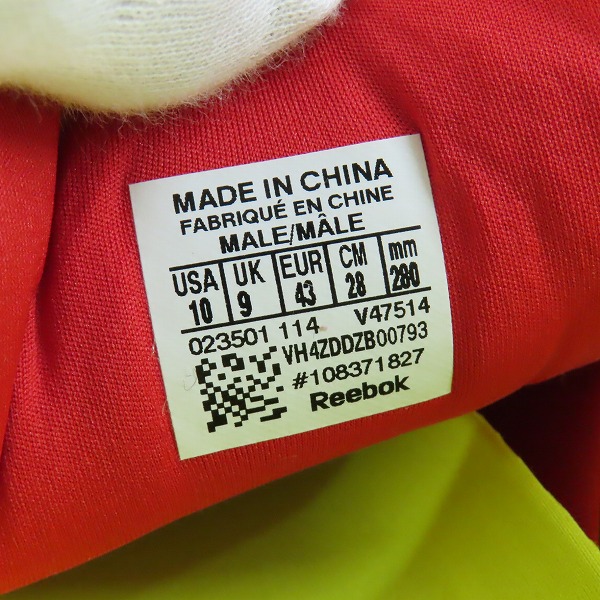 MADE IN CHINA
FABRIQUÉ EN CHINE
MALE/MÂLE
USA UK EUR CM mm
10 9 43 28 280
023501 114 V47514
VH4ZDDZB00793
#108371827
Reebok